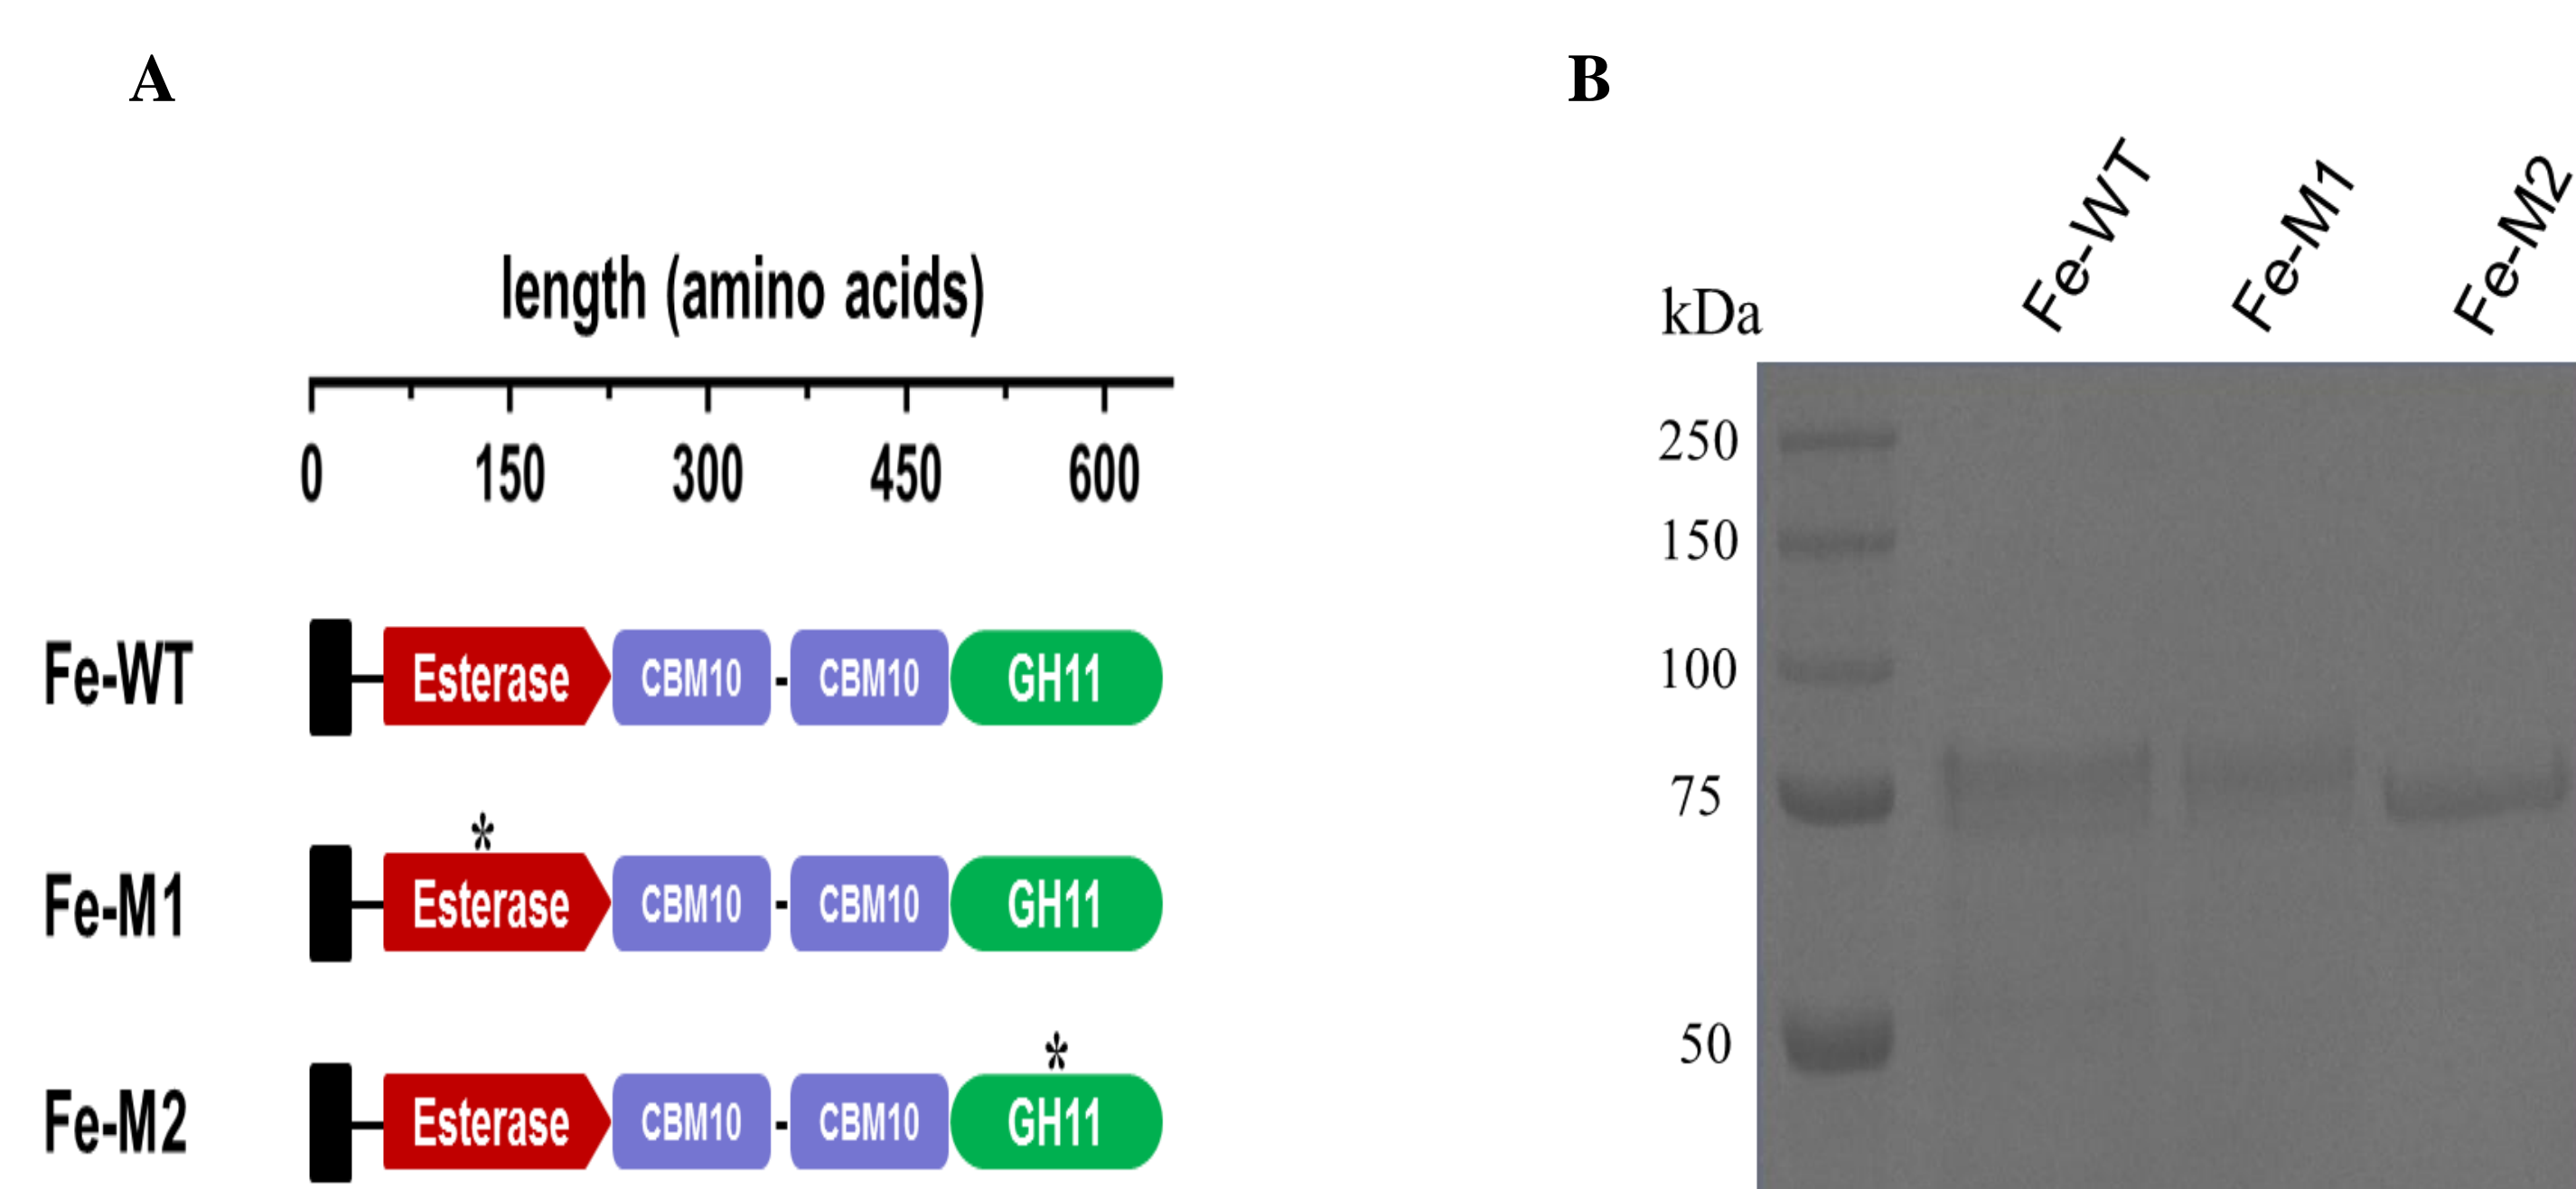 A
length (amino acids)
0 150 300 450 600
Fe-WT Esterase CBM10 - CBM10 GH11
*
Fe-M1 Esterase CBM10 - CBM10 GH11
*
Fe-M2 Esterase CBM10 - CBM10 GH11
B
kDa Fe-WT Fe-M1 Fe-M2
250
150
100
75
50